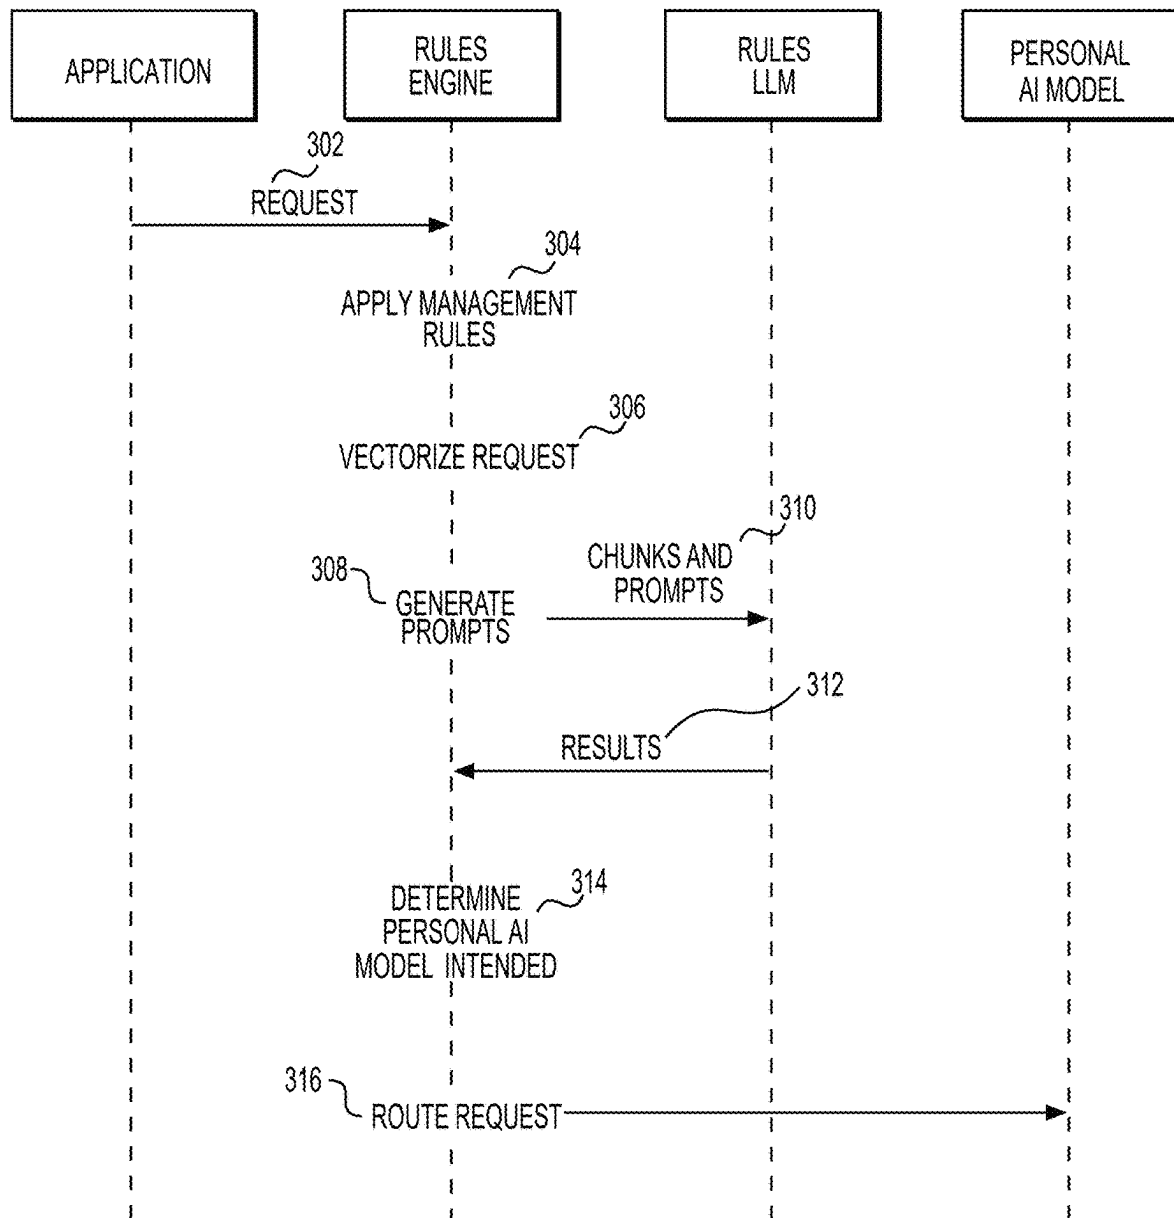 APPLICATION
RULES
ENGINE
RULES
LLM
PERSONAL
AI MODEL
302
REQUEST
304
APPLY MANAGEMENT
RULES
306
VECTORIZE REQUEST
310
CHUNKS AND
PROMPTS
308
GENERATE
PROMPTS
312
RESULTS
314
DETERMINE
PERSONAL AI
MODEL INTENDED
316
ROUTE REQUEST